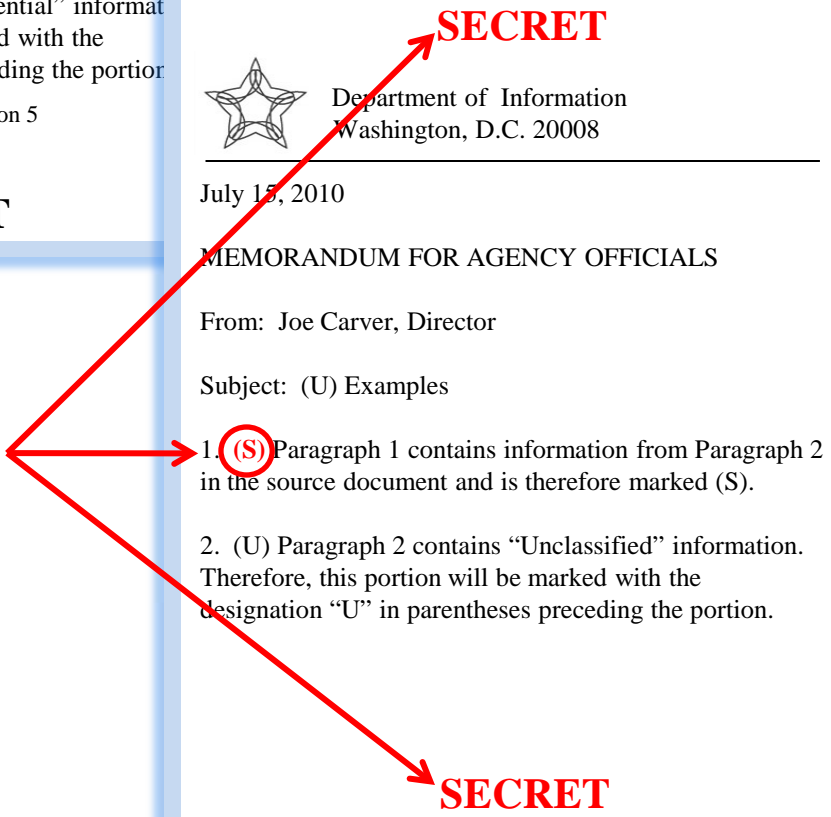 ential” informat
d with the
ding the portion
on 5
T
SECRET
Department of Information
Washington, D.C. 20008
July 15, 2010
MEMORANDUM FOR AGENCY OFFICIALS
From: Joe Carver, Director
Subject: (U) Examples
1. (S) Paragraph 1 contains information from Paragraph 2
in the source document and is therefore marked (S).
2. (U) Paragraph 2 contains “Unclassified” information.
Therefore, this portion will be marked with the
designation “U” in parentheses preceding the portion.
SECRET